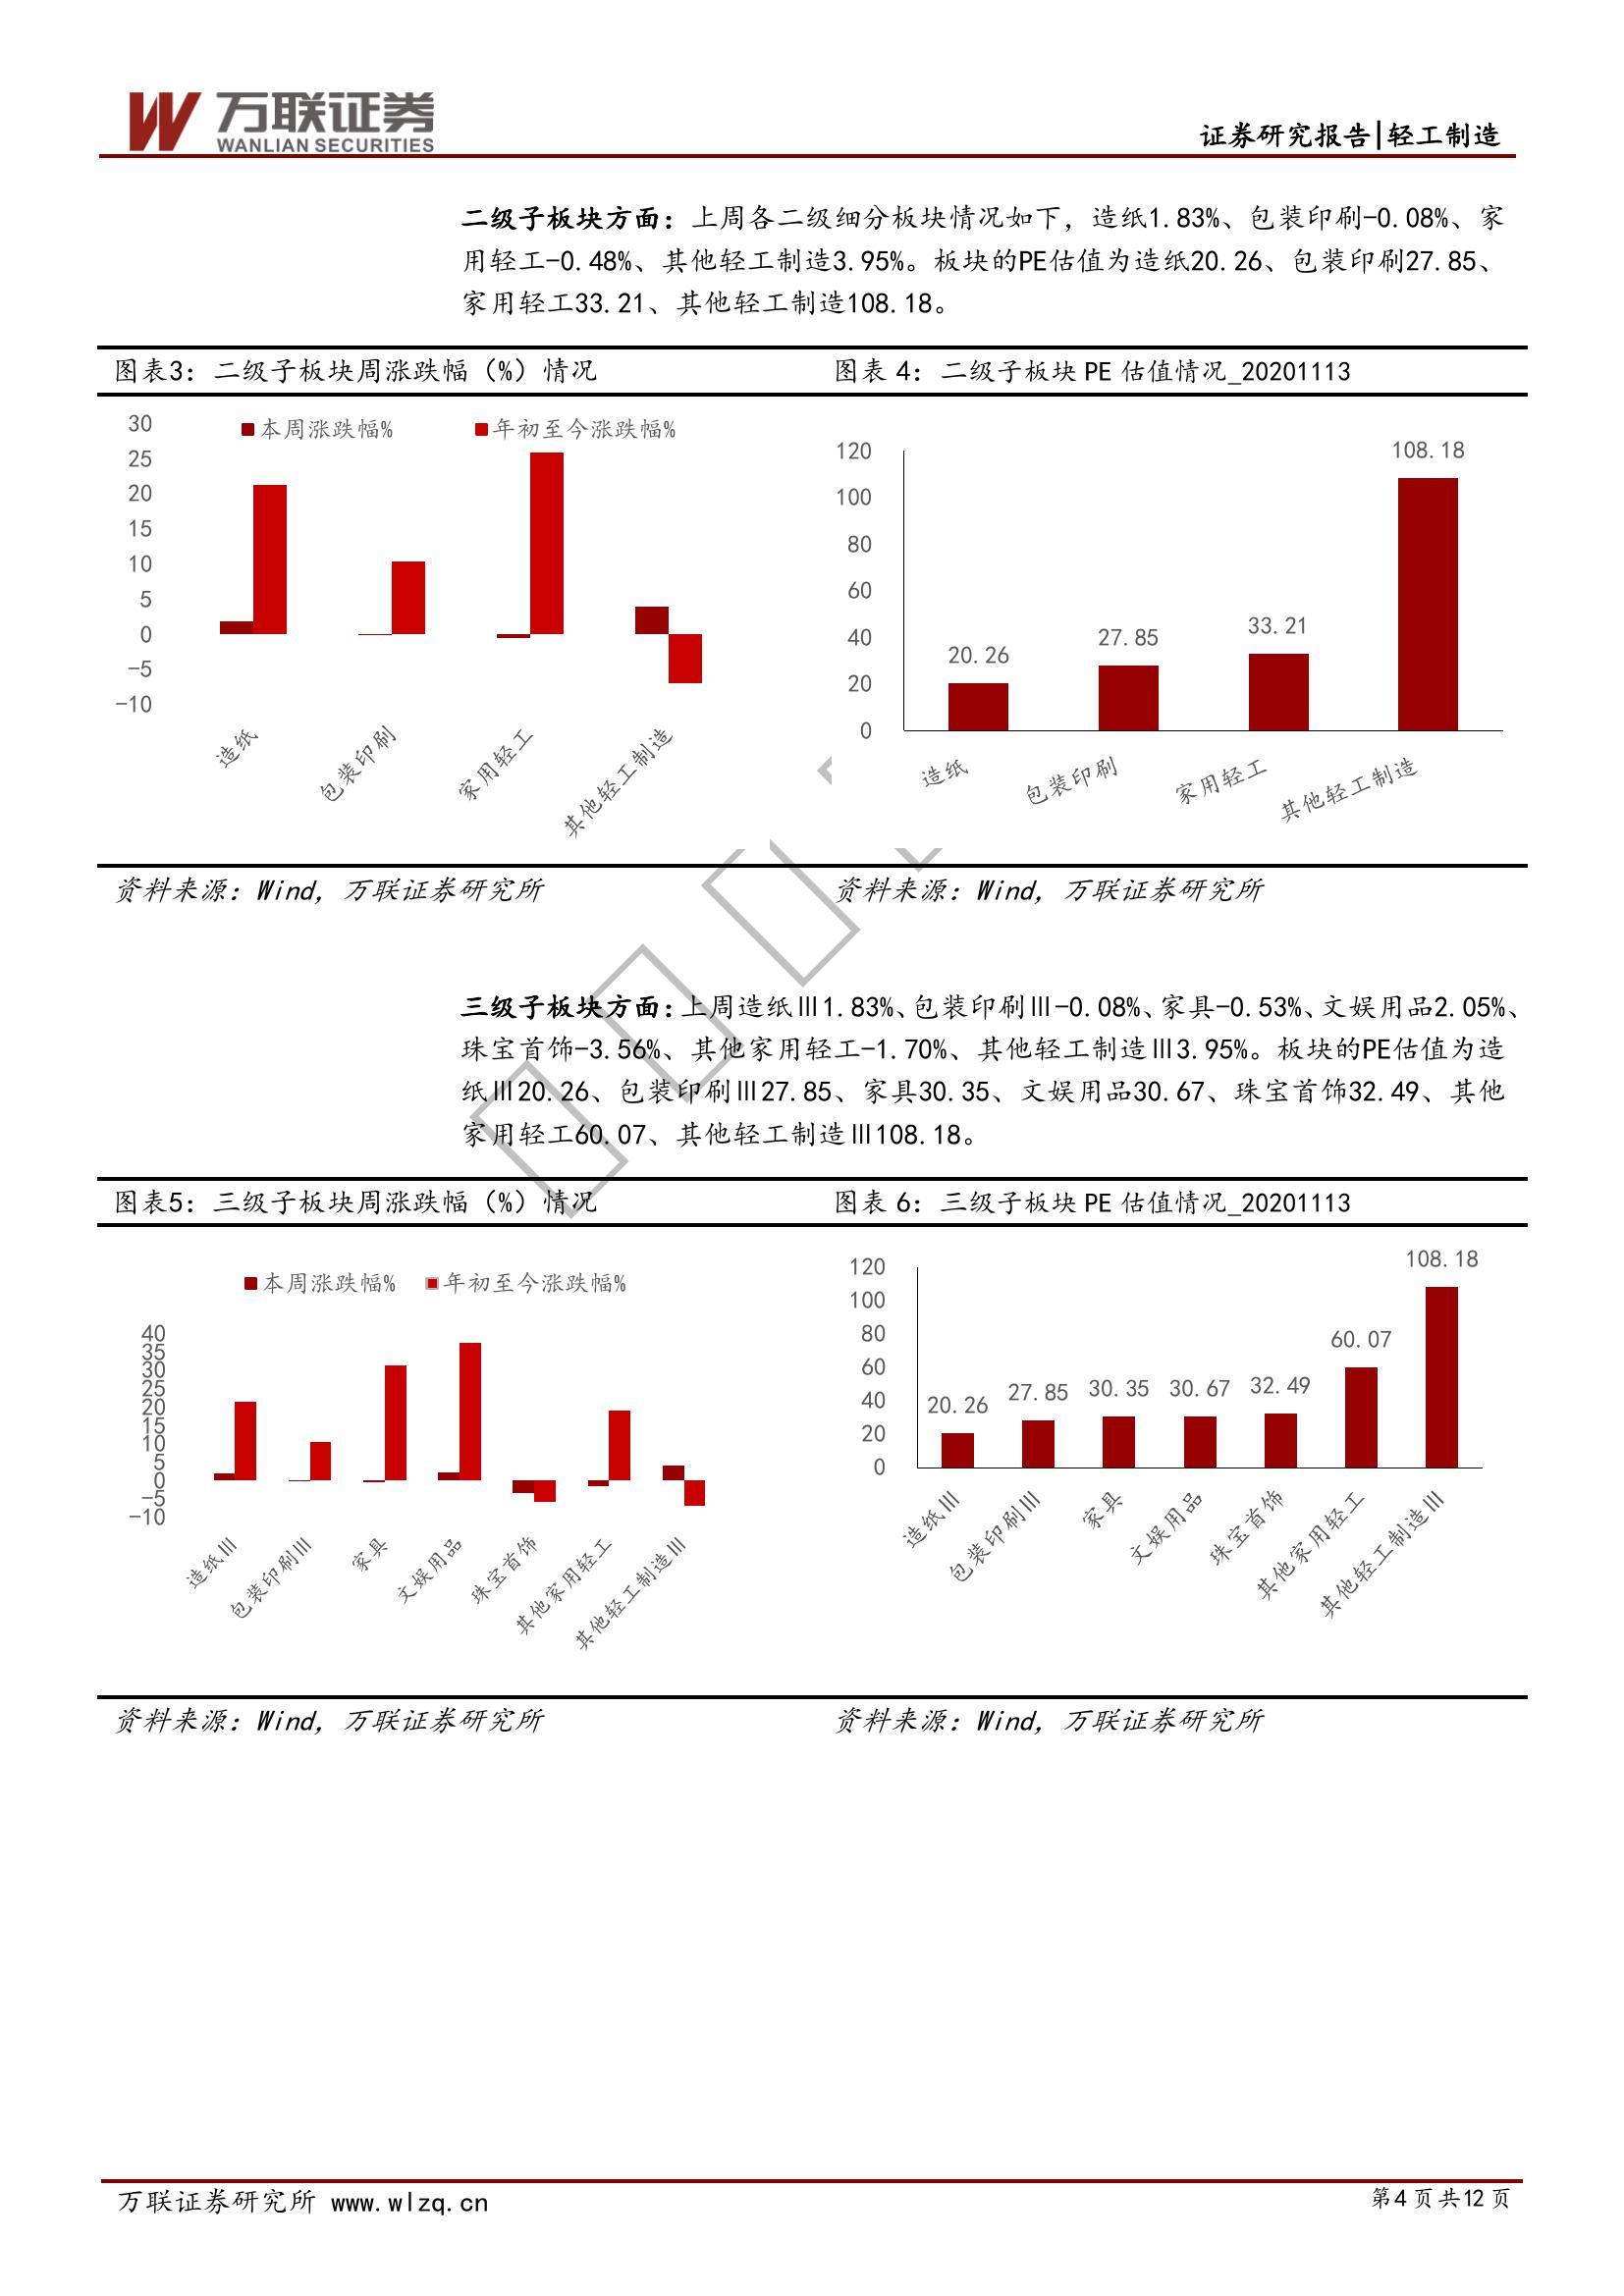 万联证券
WANLIAN SECURITIES
证券研究报告|轻工制造
二级子板块方面：上周各二级细分板块情况如下，造纸1.83%、包装印刷-0.08%、家
用轻工-0.48%、其他轻工制造3.95%。板块的PE估值为造纸20.26、包装印刷27.85、
家用轻工33.21、其他轻工制造108.18。
图表3：二级子板块周涨跌幅（%）情况
本周涨跌幅% 年初至今涨跌幅%
30
25
20
15
10
5
0
-5
-10
造纸 包装印刷 家用轻工 其他轻工制造
资料来源：Wind，万联证券研究所
图表 4：二级子板块 PE 估值情况_20201113
120
100
80
60
40
20
0
20.26 27.85 33.21 108.18
造纸 包装印刷 家用轻工 其他轻工制造
资料来源：Wind，万联证券研究所
三级子板块方面：上周造纸Ⅲ1.83%、包装印刷Ⅲ-0.08%、家具-0.53%、文娱用品2.05%、
珠宝首饰-3.56%、其他家用轻工-1.70%、其他轻工制造Ⅲ3.95%。板块的PE估值为造
纸Ⅲ20.26、包装印刷Ⅲ27.85、家具30.35、文娱用品30.67、珠宝首饰32.49、其他
家用轻工60.07、其他轻工制造Ⅲ108.18。
图表5：三级子板块周涨跌幅（%）情况
本周涨跌幅% 年初至今涨跌幅%
40
35
30
25
20
15
10
5
0
-5
-10
造纸Ⅲ 包装印刷Ⅲ 家具 文娱用品 珠宝首饰 其他家用轻工 其他轻工制造Ⅲ
资料来源：Wind，万联证券研究所
图表 6：三级子板块 PE 估值情况_20201113
120
100
80
60
40
20
0
20.26 27.85 30.35 30.67 32.49 60.07 108.18
造纸Ⅲ 包装印刷Ⅲ 家具 文娱用品 珠宝首饰 其他家用轻工 其他轻工制造Ⅲ
资料来源：Wind，万联证券研究所
万联证券研究所 www.wlzq.cn
第4页共12页